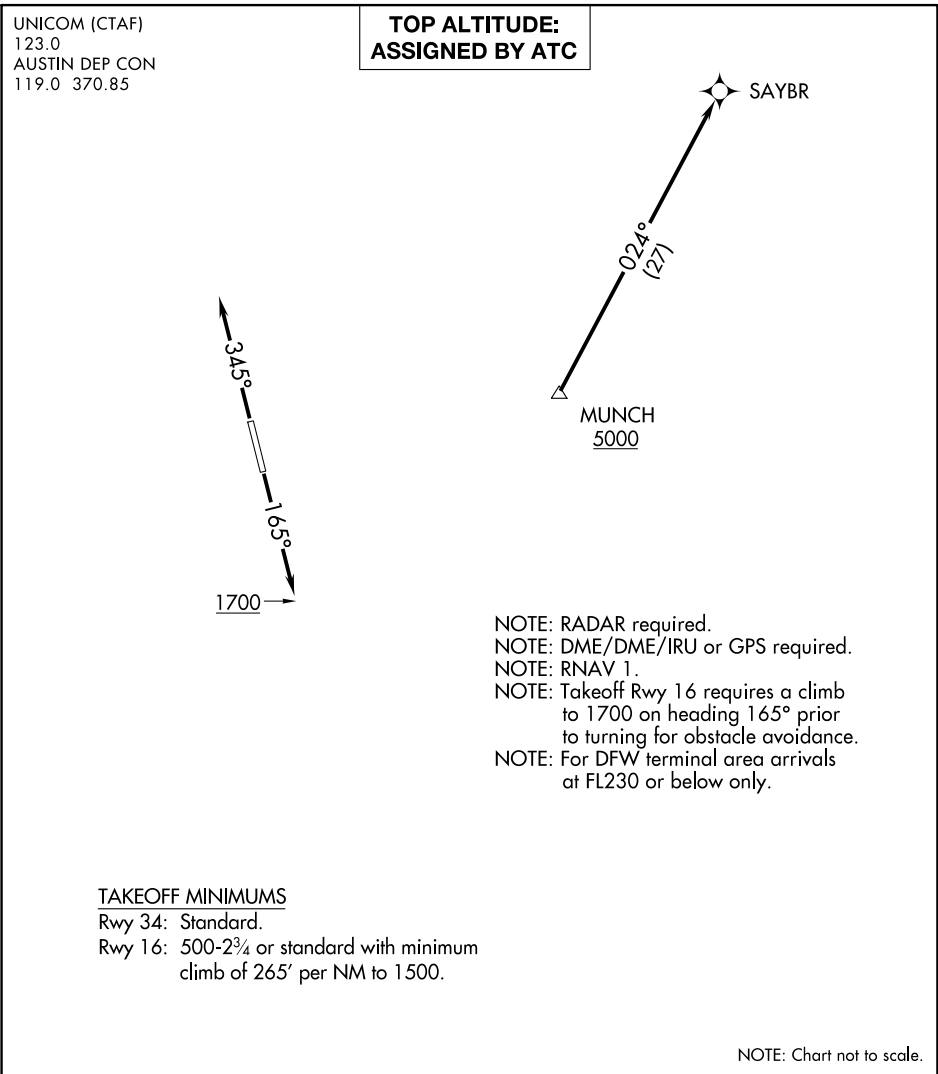 UNICOM (CTAF)
123.0
AUSTIN DEP CON
119.0 370.85
TOP ALTITUDE:
ASSIGNED BY ATC
SAYBR
024°
(27)
345°
MUNCH
5000
165°
1700
NOTE: RADAR required.
NOTE: DME/DME/IRU or GPS required.
NOTE: RNAV 1.
NOTE: Takeoff Rwy 16 requires a climb
to 1700 on heading 165° prior
to turning for obstacle avoidance.
NOTE: For DFW terminal area arrivals
at FL230 or below only.
TAKEOFF MINIMUMS
Rwy 34: Standard.
Rwy 16: 500-2¾ or standard with minimum
climb of 265' per NM to 1500.
NOTE: Chart not to scale.